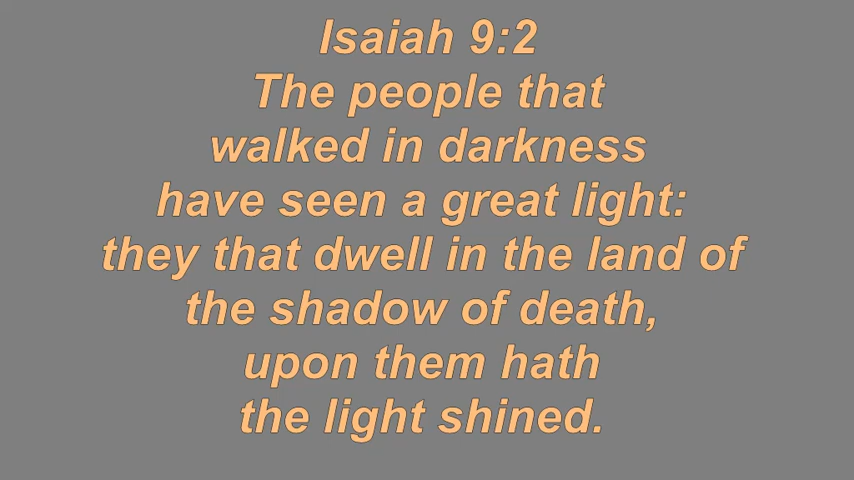 Isaiah 9:2
The people that
walked in darkness
have seen a great light:
they that dwell in the land of
the shadow of death,
upon them hath
the light shined.